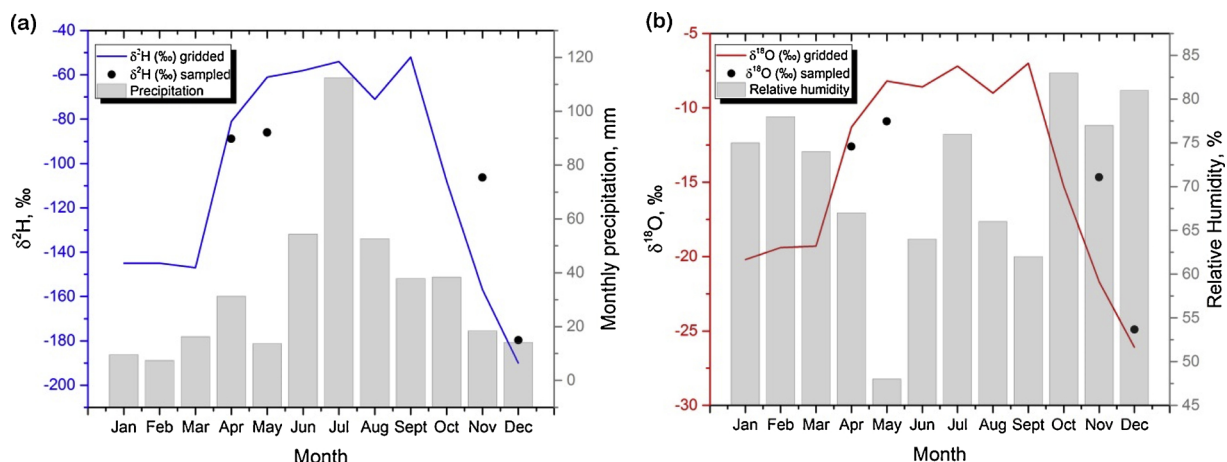 (a)
δ²H (‰) gridded
δ²H (‰) sampled
Precipitation
-40
-60
-80
-100
-120
-140
-160
-180
-200
δ²H, ‰
120
100
80
60
40
20
0
Monthly precipitation, mm
Jan Feb Mar Apr May Jun Jul Aug Sept Oct Nov Dec
Month
(b)
δ¹⁸O (‰) gridded
δ¹⁸O (‰) sampled
Relative humidity
-5
-10
-15
-20
-25
-30
δ¹⁸O, ‰
85
80
75
70
65
60
55
50
45
Relative Humidity, %
Jan Feb Mar Apr May Jun Jul Aug Sept Oct Nov Dec
Month